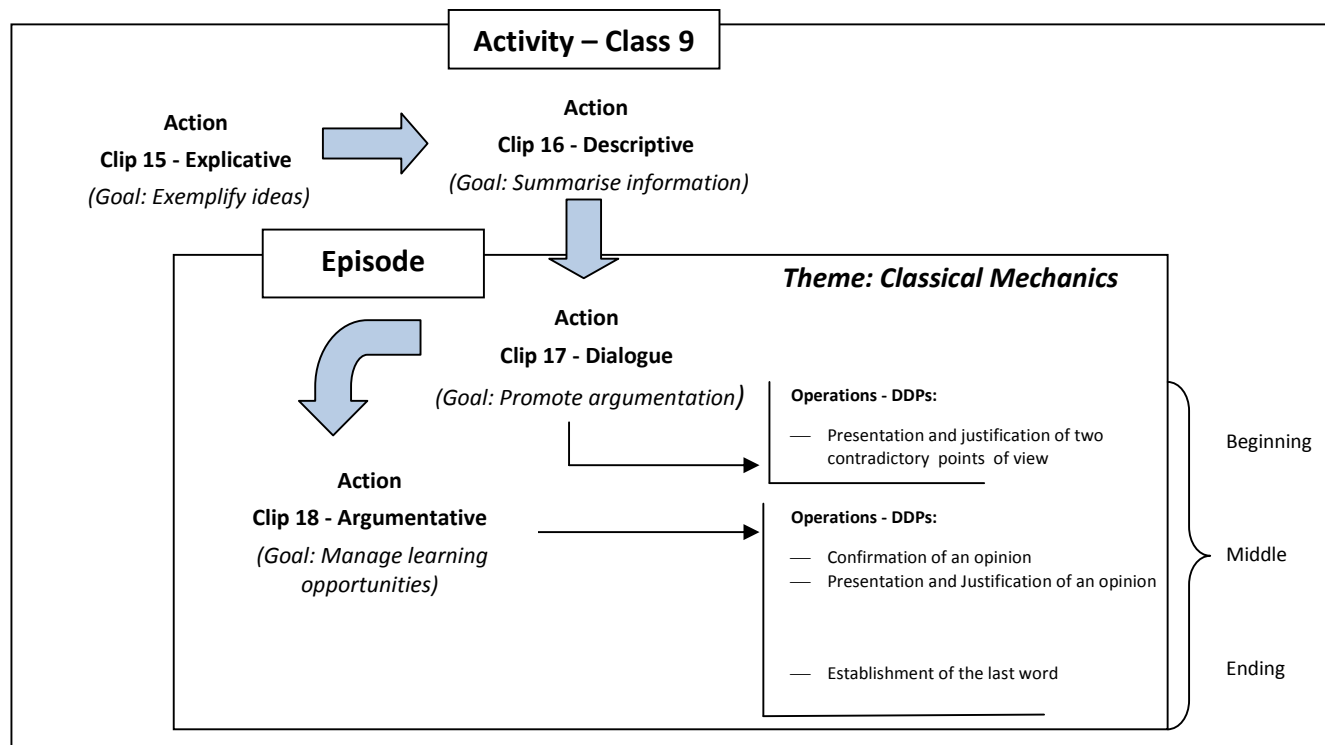 Activity – Class 9
Action
Clip 15 - Explicative
(Goal: Exemplify ideas)
Action
Clip 16 - Descriptive
(Goal: Summarise information)
Episode
Theme: Classical Mechanics
Action
Clip 17 - Dialogue
(Goal: Promote argumentation)
Operations - DDPs:
— Presentation and justification of two
contradictory points of view
Beginning
Action
Clip 18 - Argumentative
(Goal: Manage learning
opportunities)
Operations - DDPs:
— Confirmation of an opinion
— Presentation and Justification of an opinion
Middle
— Establishment of the last word
Ending